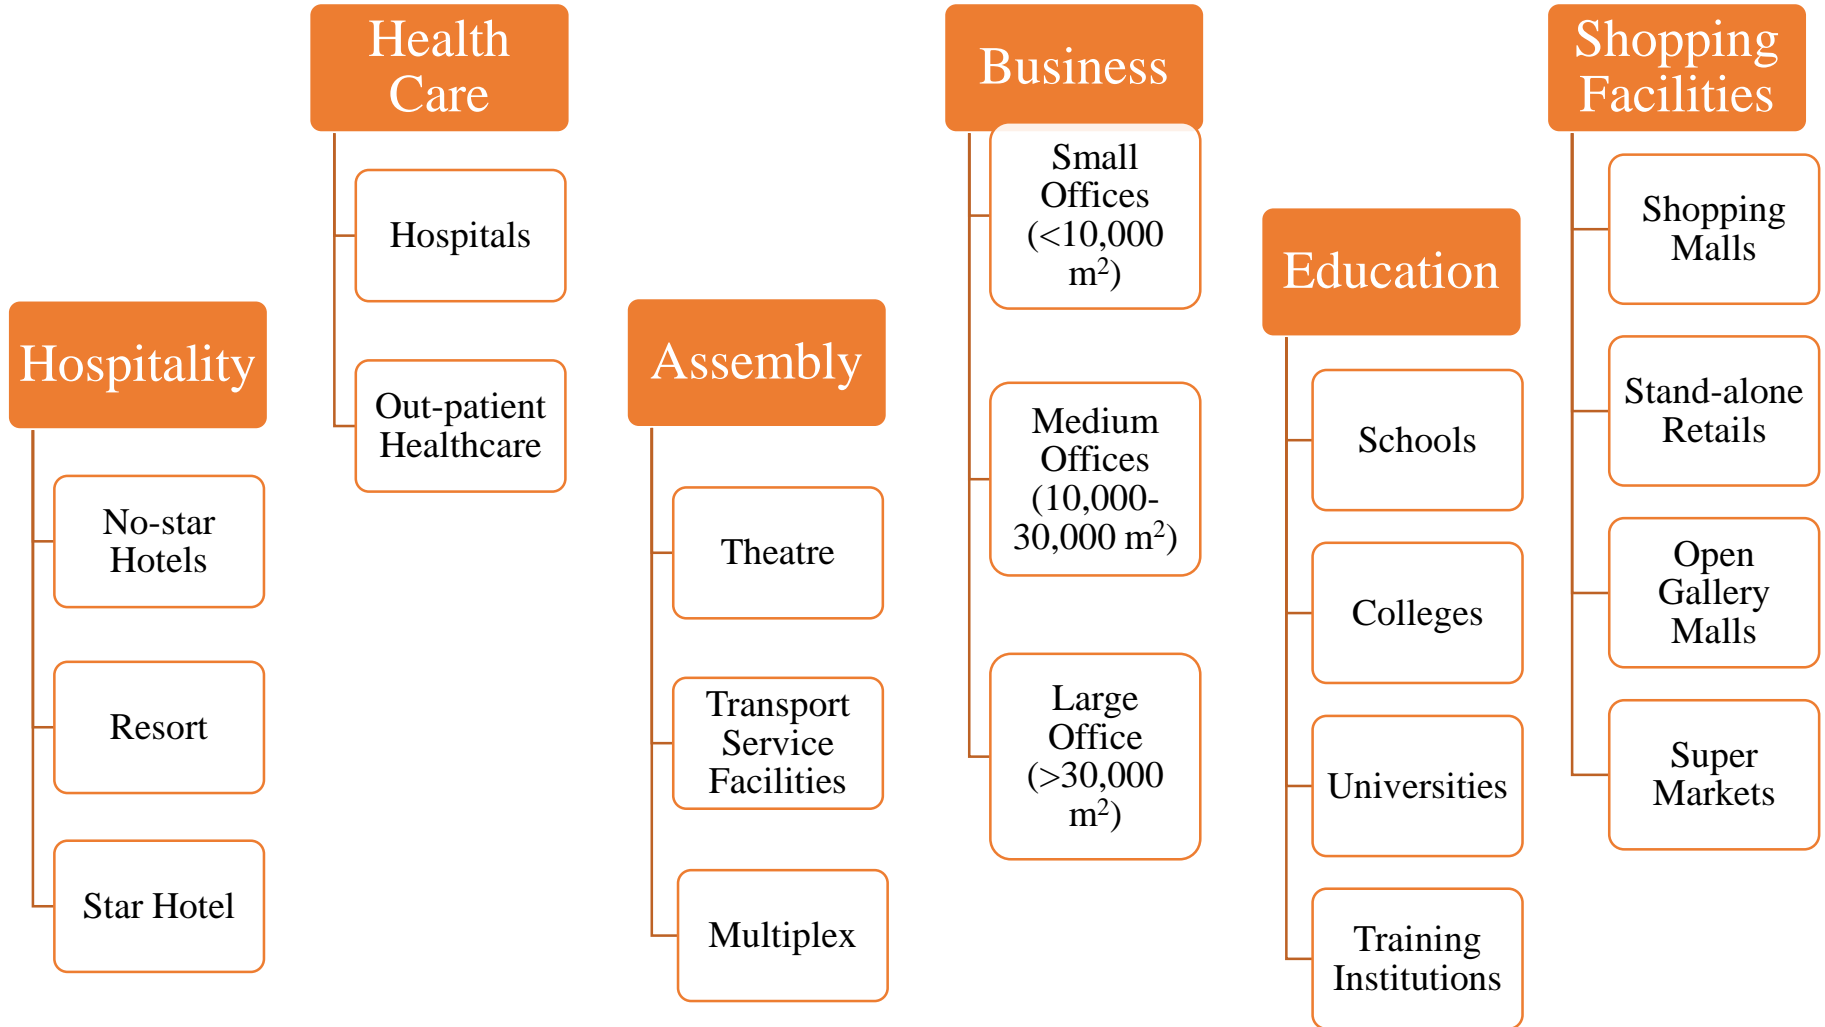 Hospitality
No-star
Hotels
Resort
Star Hotel
Health
Care
Hospitals
Out-patient
Healthcare
Assembly
Theatre
Transport
Service
Facilities
Multiplex
Business
Small
Offices
(<10,000
m²)
Medium
Offices
(10,000-
30,000 m²)
Large
Office
(>30,000
m²)
Education
Schools
Colleges
Universities
Training
Institutions
Shopping
Facilities
Shopping
Malls
Stand-alone
Retails
Open
Gallery
Malls
Super
Markets